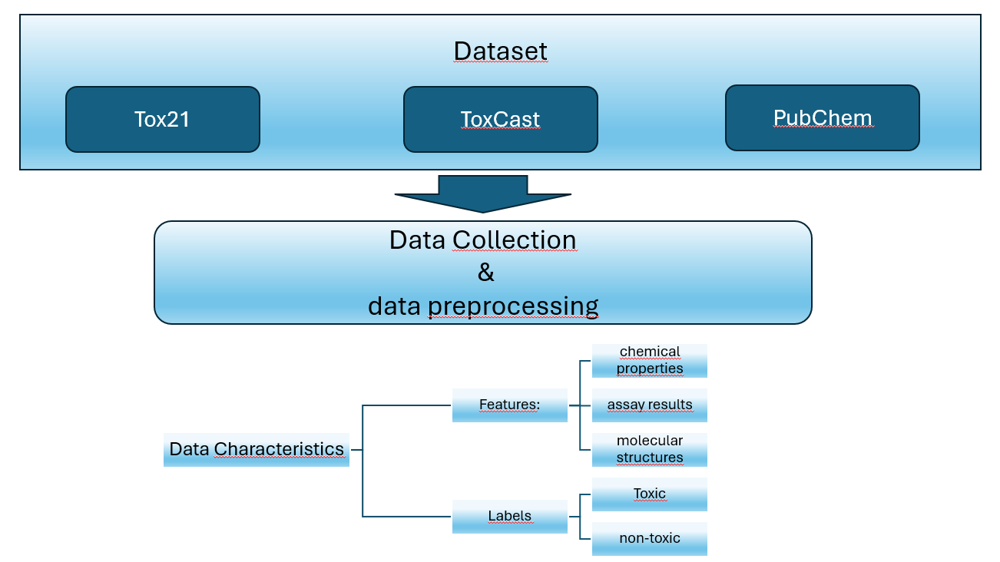 Dataset
Tox21
ToxCast
PubChem
Data Collection
&
data preprocessing
chemical
properties
Features:
assay results
molecular
structures
Data Characteristics
Toxic
Labels
non-toxic